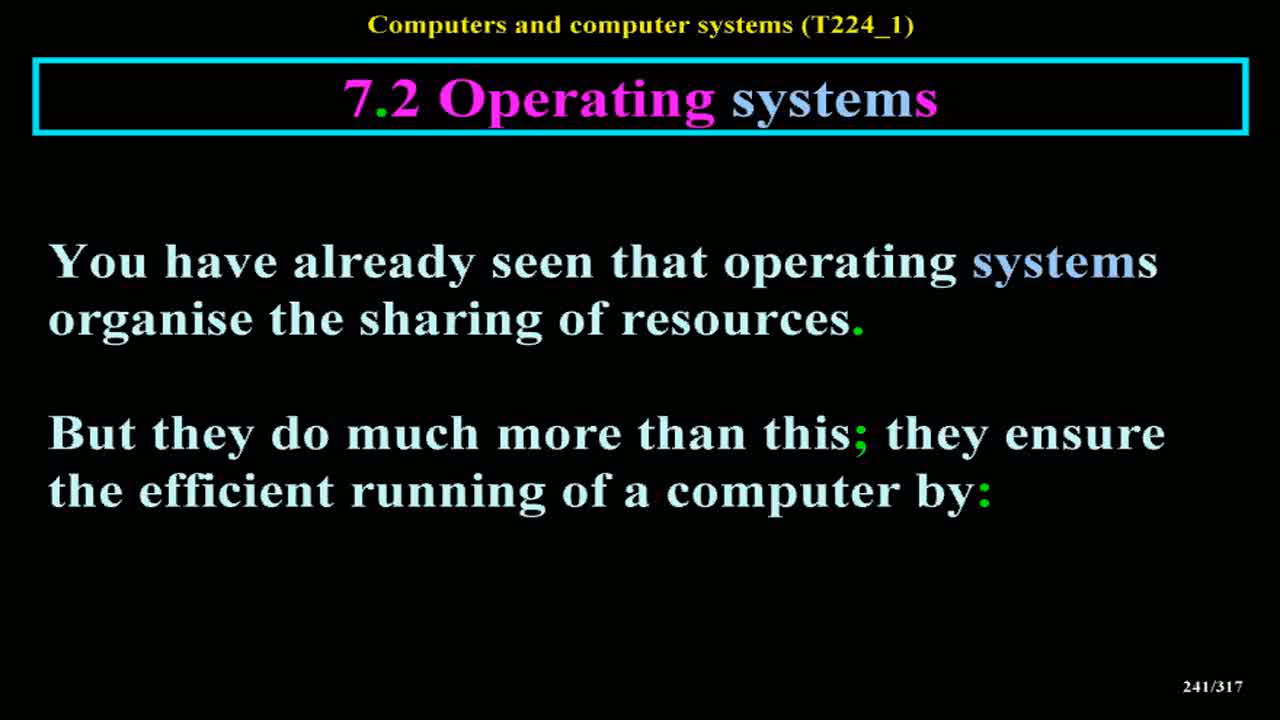 Computers and computer systems (T224_1)
7.2 Operating systems
You have already seen that operating systems
organise the sharing of resources.
But they do much more than this; they ensure
the efficient running of a computer by:
241/317